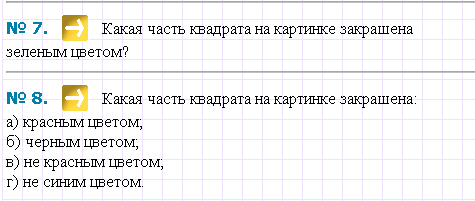 № 7. Какая часть квадрата на картинке закрашена
зеленым цветом?
№ 8. Какая часть квадрата на картинке закрашена:
а) красным цветом;
б) черным цветом;
в) не красным цветом;
г) не синим цветом.